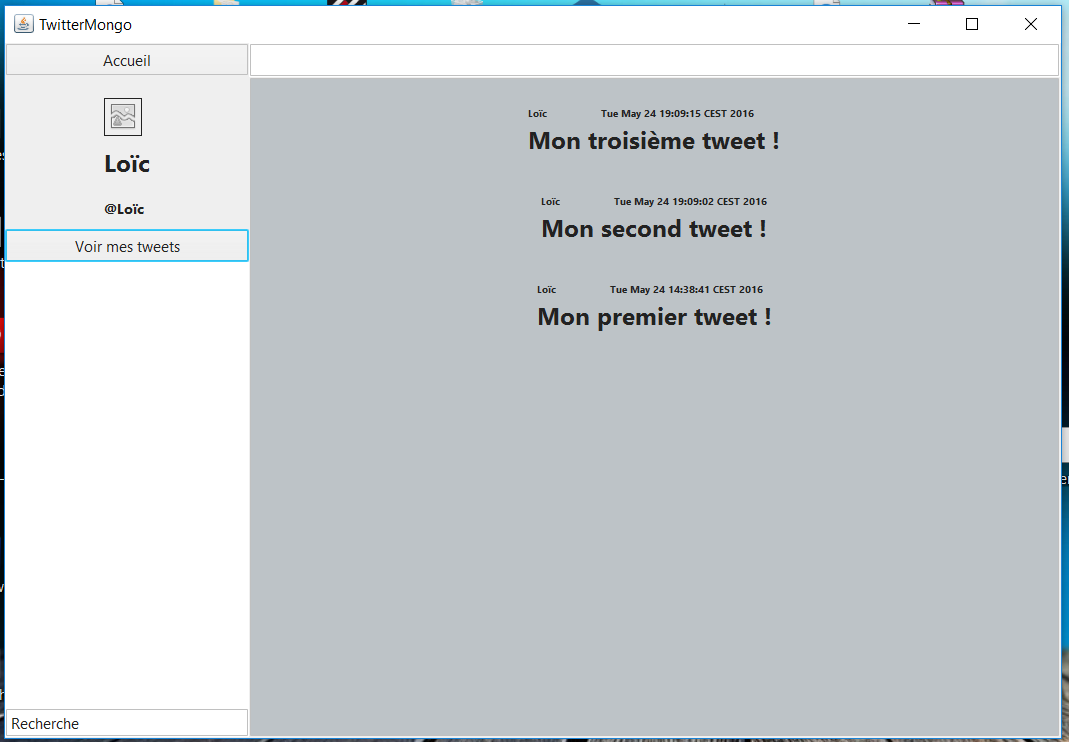 TwitterMongo
Accueil
Loïc
@Loïc
Voir mes tweets
Recherche
Loïc Tue May 24 19:09:15 CEST 2016
Mon troisième tweet !
Loïc Tue May 24 19:09:02 CEST 2016
Mon second tweet !
Loïc Tue May 24 14:38:41 CEST 2016
Mon premier tweet !